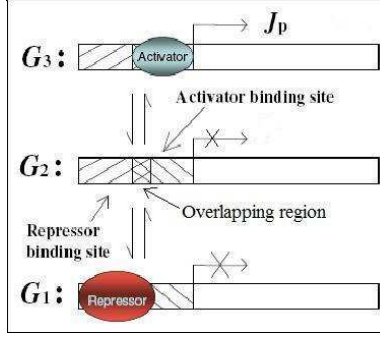 Jp
G3:
Activator
Activator binding site
G2:
Overlapping region
Repressor
binding site
G1:
Repressor